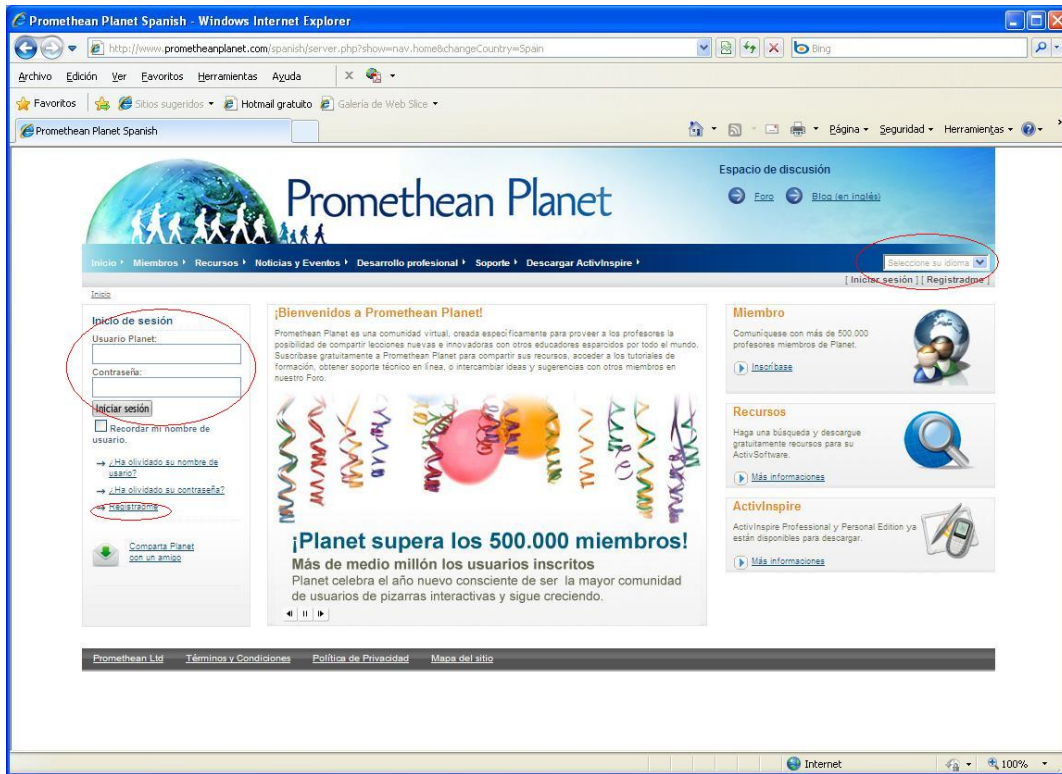 Promethean Planet Spanish - Windows Internet Explorer
http://www.prometheanplanet.com/spanish/server.php?show=nav.home&changeCountry=Spain
Bing
Archivo Edición Ver Favoritos Herramientas Ayuda
Favoritos Sitios sugeridos Hotmail gratuito Galería de Web Slice
Promethean Planet Spanish
Página Seguridad Herramientas
Promethean Planet
Espacio de discusión
Foro Blog (en inglés)
Inicio Miembros Recursos Noticias y Eventos Desarrollo profesional Soporte Descargar ActivInspire
Seleccione su idioma
[ Iniciar sesión ] [ Registradme ]
Inicio
Inicio de sesión
Usuario Planet:
Contraseña:
Iniciar sesión
Recordar mi nombre de
usuario.
¿Ha olvidado su nombre de
usario?
¿Ha olvidado su contraseña?
Registradme
Comparta Planet
con un amigo
¡Bienvenidos a Promethean Planet!
Promethean Planet es una comunidad virtual, creada específicamente para proveer a los profesores la
posibilidad de compartir lecciones nuevas e innovadoras con otros educadores esparcidos por todo el mundo.
Suscríbase gratuitamente a Promethean Planet para compartir sus recursos, acceder a los tutoriales de
formación, obtener soporte técnico en línea, o intercambiar ideas y sugerencias con otros miembros en
nuestro Foro.
¡Planet supera los 500.000 miembros!
Más de medio millón los usuarios inscritos
Planet celebra el año nuevo consciente de ser la mayor comunidad
de usuarios de pizarras interactivas y sigue creciendo.
Miembro
Comuníquese con más de 500.000
profesores miembros de Planet.
Inscríbase
Recursos
Haga una búsqueda y descargue
gratuitamente recursos para su
ActivSoftware.
Más informaciones
ActivInspire
ActivInspire Professional y Personal Edition ya
están disponibles para descargar.
Más informaciones
Promethean Ltd Términos y Condiciones Política de Privacidad Mapa del sitio
Internet 100%